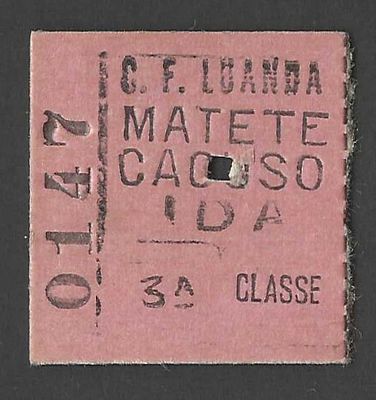 C. F. LUANDA
MATETE
CACUSO
IDA
3A CLASSE
0147